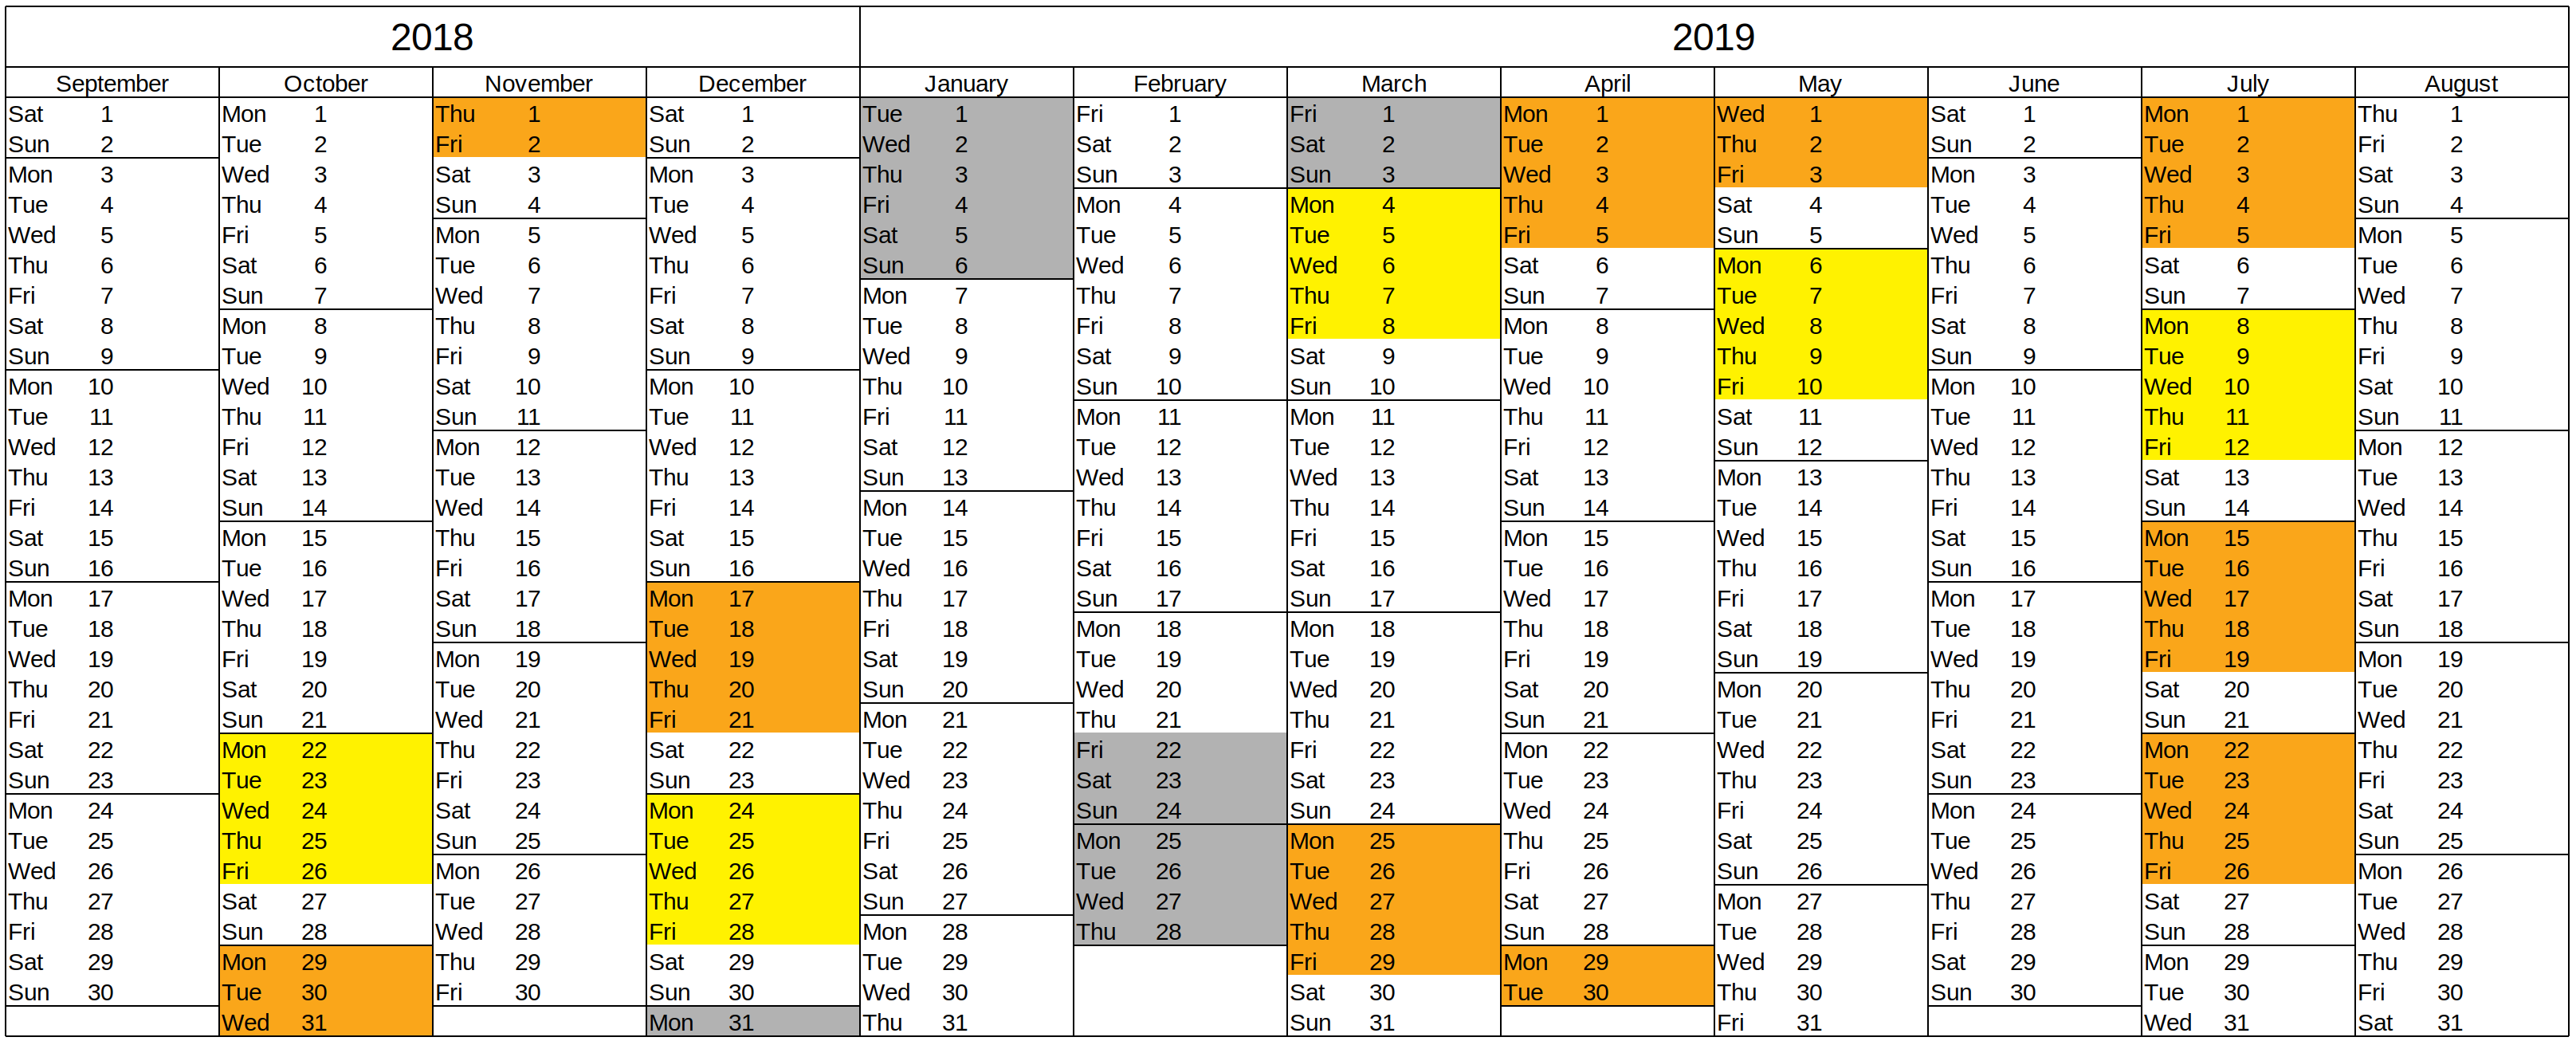 2018 2019
September October November December January February March April May June July August
Sat 1 Mon 1 Thu 1 Sat 1 Tue 1 Fri 1 Fri 1 Mon 1 Wed 1 Sat 1 Mon 1 Thu 1
Sun 2 Tue 2 Fri 2 Sun 2 Wed 2 Sat 2 Sat 2 Tue 2 Thu 2 Sun 2 Tue 2 Fri 2
Mon 3 Wed 3 Sat 3 Mon 3 Thu 3 Sun 3 Sun 3 Wed 3 Fri 3 Mon 3 Wed 3 Sat 3
Tue 4 Thu 4 Sun 4 Tue 4 Fri 4 Mon 4 Mon 4 Thu 4 Sat 4 Tue 4 Thu 4 Sun 4
Wed 5 Fri 5 Mon 5 Wed 5 Sat 5 Tue 5 Tue 5 Fri 5 Sun 5 Wed 5 Fri 5 Mon 5
Thu 6 Sat 6 Tue 6 Thu 6 Sun 6 Wed 6 Wed 6 Sat 6 Mon 6 Thu 6 Sat 6 Tue 6
Fri 7 Sun 7 Wed 7 Fri 7 Mon 7 Thu 7 Thu 7 Sun 7 Tue 7 Fri 7 Sun 7 Wed 7
Sat 8 Mon 8 Thu 8 Sat 8 Tue 8 Fri 8 Fri 8 Mon 8 Wed 8 Sat 8 Mon 8 Thu 8
Sun 9 Tue 9 Fri 9 Sun 9 Wed 9 Sat 9 Sat 9 Tue 9 Thu 9 Sun 9 Tue 9 Fri 9
Mon 10 Wed 10 Sat 10 Mon 10 Thu 10 Sun 10 Sun 10 Wed 10 Fri 10 Mon 10 Wed 10 Sat 10
Tue 11 Thu 11 Sun 11 Tue 11 Fri 11 Mon 11 Mon 11 Thu 11 Sat 11 Tue 11 Thu 11 Sun 11
Wed 12 Fri 12 Mon 12 Wed 12 Sat 12 Tue 12 Tue 12 Fri 12 Sun 12 Wed 12 Fri 12 Mon 12
Thu 13 Sat 13 Tue 13 Thu 13 Sun 13 Wed 13 Wed 13 Sat 13 Mon 13 Thu 13 Sat 13 Tue 13
Fri 14 Sun 14 Wed 14 Fri 14 Mon 14 Thu 14 Thu 14 Sun 14 Tue 14 Fri 14 Sun 14 Wed 14
Sat 15 Mon 15 Thu 15 Sat 15 Tue 15 Fri 15 Fri 15 Mon 15 Wed 15 Sat 15 Mon 15 Thu 15
Sun 16 Tue 16 Fri 16 Sun 16 Wed 16 Sat 16 Sat 16 Tue 16 Thu 16 Sun 16 Tue 16 Fri 16
Mon 17 Wed 17 Sat 17 Mon 17 Thu 17 Sun 17 Sun 17 Wed 17 Fri 17 Mon 17 Wed 17 Sat 17
Tue 18 Thu 18 Sun 18 Tue 18 Fri 18 Mon 18 Mon 18 Thu 18 Sat 18 Tue 18 Thu 18 Sun 18
Wed 19 Fri 19 Mon 19 Wed 19 Sat 19 Tue 19 Tue 19 Fri 19 Sun 19 Wed 19 Fri 19 Mon 19
Thu 20 Sat 20 Tue 20 Thu 20 Sun 20 Wed 20 Wed 20 Sat 20 Mon 20 Thu 20 Sat 20 Tue 20
Fri 21 Sun 21 Wed 21 Fri 21 Mon 21 Thu 21 Thu 21 Sun 21 Tue 21 Fri 21 Sun 21 Wed 21
Sat 22 Mon 22 Thu 22 Sat 22 Tue 22 Fri 22 Fri 22 Mon 22 Wed 22 Sat 22 Mon 22 Thu 22
Sun 23 Tue 23 Fri 23 Sun 23 Wed 23 Sat 23 Sat 23 Tue 23 Thu 23 Sun 23 Tue 23 Fri 23
Mon 24 Wed 24 Sat 24 Mon 24 Thu 24 Sun 24 Sun 24 Wed 24 Fri 24 Mon 24 Wed 24 Sat 24
Tue 25 Thu 25 Sun 25 Tue 25 Fri 25 Mon 25 Mon 25 Thu 25 Sat 25 Tue 25 Thu 25 Sun 25
Wed 26 Fri 26 Mon 26 Wed 26 Sat 26 Tue 26 Tue 26 Fri 26 Sun 26 Wed 26 Fri 26 Mon 26
Thu 27 Sat 27 Tue 27 Thu 27 Sun 27 Wed 27 Wed 27 Sat 27 Mon 27 Thu 27 Sat 27 Tue 27
Fri 28 Sun 28 Wed 28 Fri 28 Mon 28 Thu 28 Thu 28 Sun 28 Tue 28 Fri 28 Sun 28 Wed 28
Sat 29 Mon 29 Thu 29 Sat 29 Tue 29 Fri 29 Mon 29 Wed 29 Sat 29 Mon 29 Thu 29
Sun 30 Tue 30 Fri 30 Sun 30 Wed 30 Sat 30 Tue 30 Thu 30 Sun 30 Tue 30 Fri 30
Wed 31 Mon 31 Thu 31 Sun 31 Fri 31 Wed 31 Sat 31